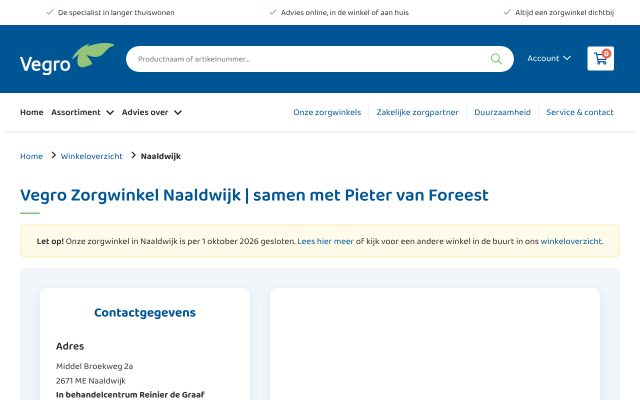 De specialist in langer thuiswonen
Advies online, in de winkel of aan huis
Altijd een zorgwinkel dichtbij
Vegro
Productnaam of artikelnummer...
Account
0
Home
Assortiment
Advies over
Onze zorgwinkels
Zakelijke zorgpartner
Duurzaamheid
Service & contact
Home > Winkeloverzicht > Naaldwijk
Vegro Zorgwinkel Naaldwijk | samen met Pieter van Foreest
Let op! Onze zorgwinkel in Naaldwijk is per 1 oktober 2026 gesloten. Lees hier meer of kijk voor een andere winkel in de buurt in ons winkeloverzicht.
Contactgegevens
Adres
Middel Broekweg 2a
2671 ME Naaldwijk
In behandelcentrum Reinier de Graaf